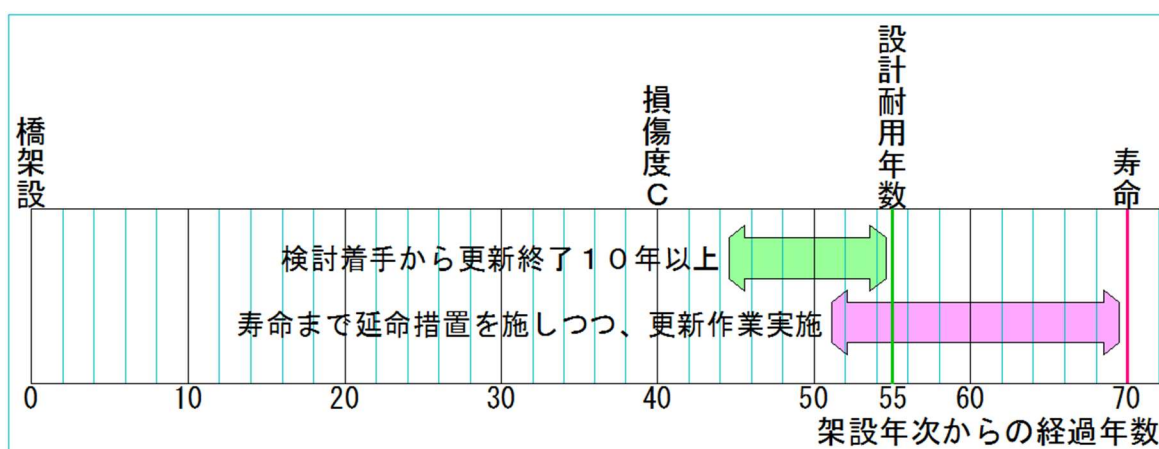 橋架設
損傷度C
設計耐用年数
寿命
検討着手から更新終了10年以上
寿命まで延命措置を施しつつ、更新作業実施
0 10 20 30 40 50 55 60 70
架設年次からの経過年数